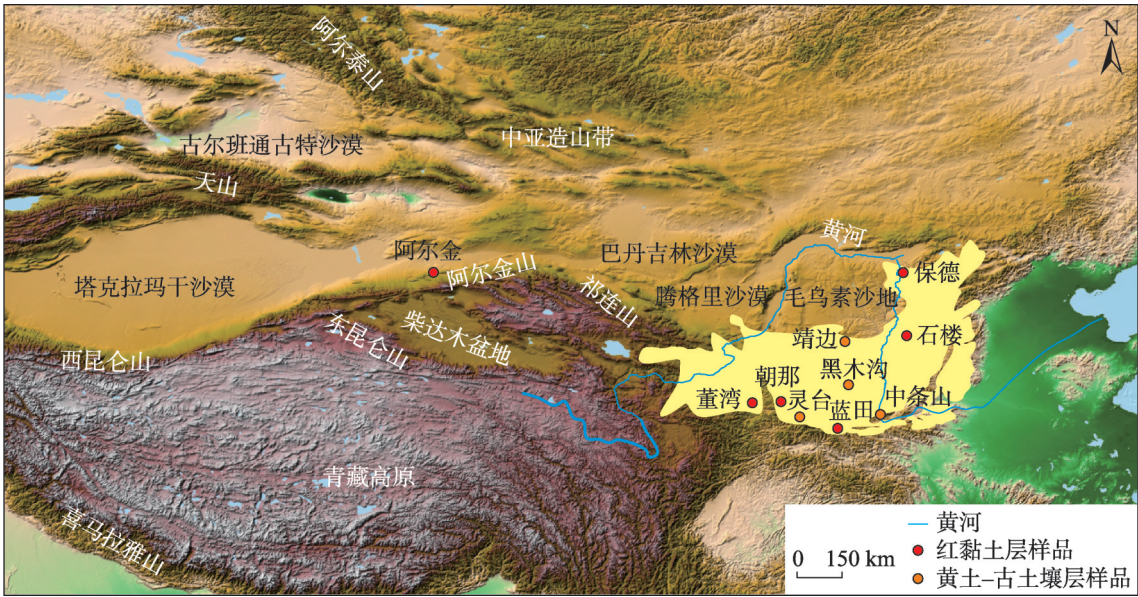 N
阿尔泰山
古尔班通古特沙漠
中亚造山带
天山
黄河
阿尔金
巴丹吉林沙漠
阿尔金山
保德
塔克拉玛干沙漠
祁连山
腾格里沙漠
毛乌素沙地
东昆仑山
柴达木盆地
靖边
石楼
西昆仑山
朝那
黑木沟
董湾
灵台
蓝田
中条山
青藏高原
喜马拉雅山
黄河
0 150 km
红黏土层样品
黄土–古土壤层样品